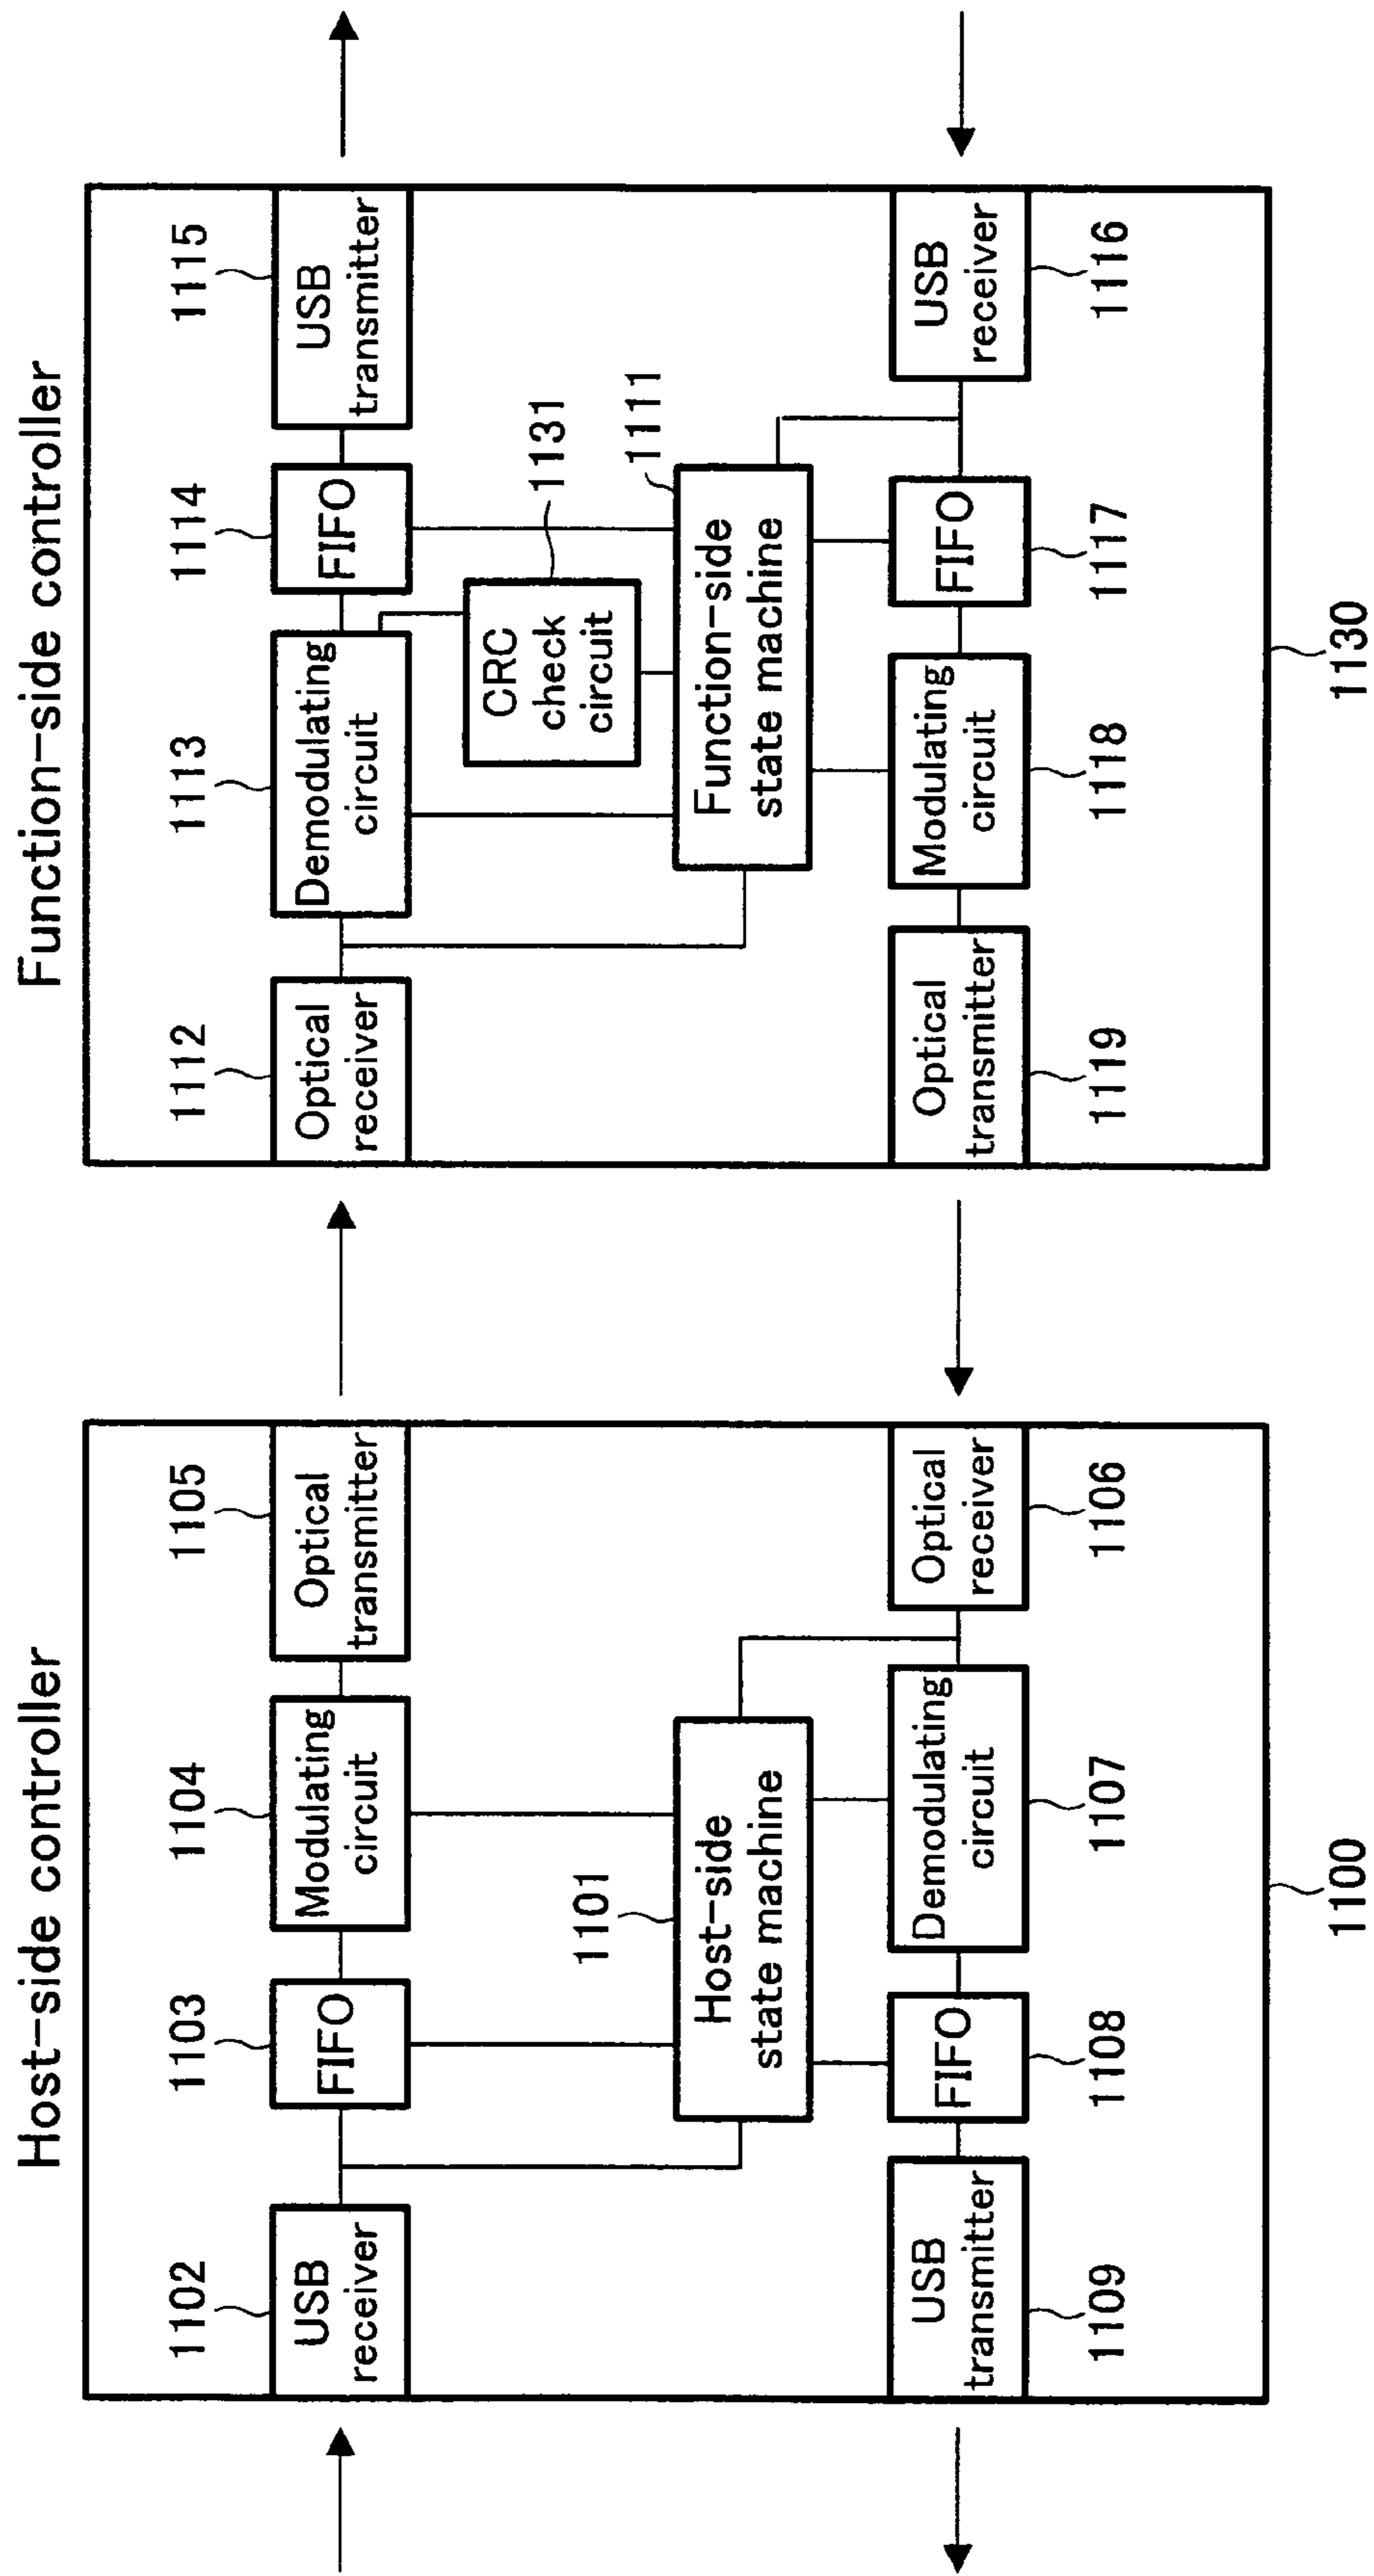 Host-side controller
1102
1103
1104
1105
USB
receiver
FIFO
Modulating
circuit
Optical
transmitter
1101
Host-side
state machine
USB
transmitter
FIFO
Demodulating
circuit
Optical
receiver
1109
1108
1107
1106
1100
Function-side controller
1112
1113
1114
1115
Optical
receiver
Demodulating
circuit
FIFO
USB
transmitter
CRC
check
circuit
1131
1111
Function-side
state machine
Optical
transmitter
Modulating
circuit
FIFO
USB
receiver
1119
1118
1117
1116
1130